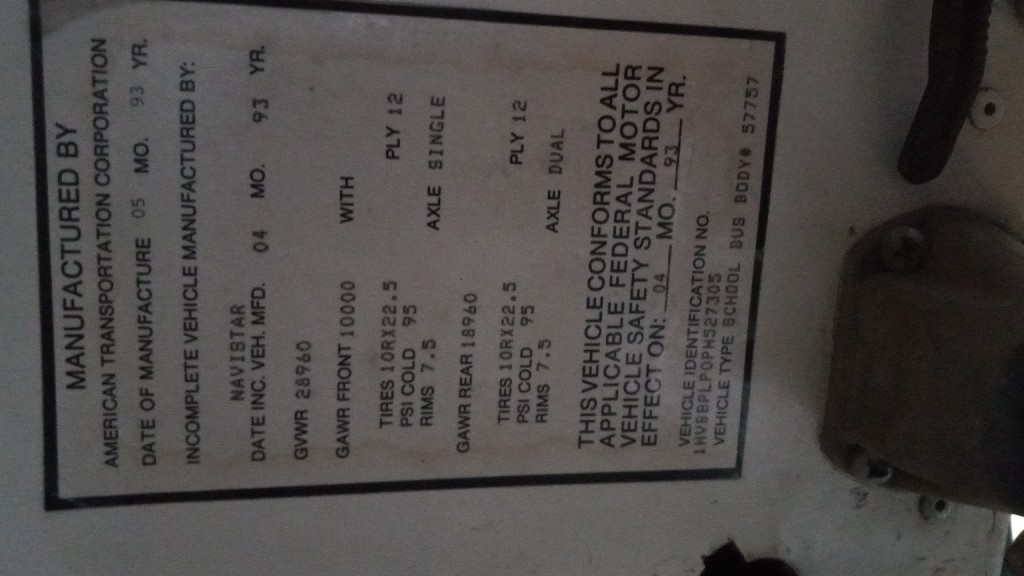 MANUFACTURED BY
AMERICAN TRANSPORTATION CORPORATION
DATE OF MANUFACTURE 05 MO. 93 YR.
INCOMPLETE VEHICLE MANUFACTURED BY:
NAVISTAR
DATE INC. VEH. MFD. 04 MO. 93 YR.
GVWR 28960
GAWR FRONT 10000 WITH
TIRES 10RX22.5 PLY 12
PSI COLD 95
RIMS 7.5 AXLE SINGLE
GAWR REAR 18960
TIRES 10RX22.5 PLY 12
PSI COLD 95
RIMS 7.5 AXLE DUAL
THIS VEHICLE CONFORMS TO ALL
APPLICABLE FEDERAL MOTOR
VEHICLE SAFETY STANDARDS IN
EFFECT ON: 04 MO. 93 YR.
VEHICLE IDENTIFICATION NO.
1HVBBPLP0PH527305
VEHICLE TYPE SCHOOL BUS BODY# 57757